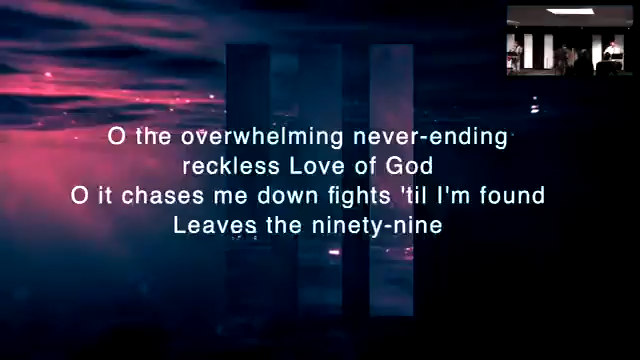 O the overwhelming never-ending
reckless Love of God
O it chases me down fights 'til I'm found
Leaves the ninety-nine